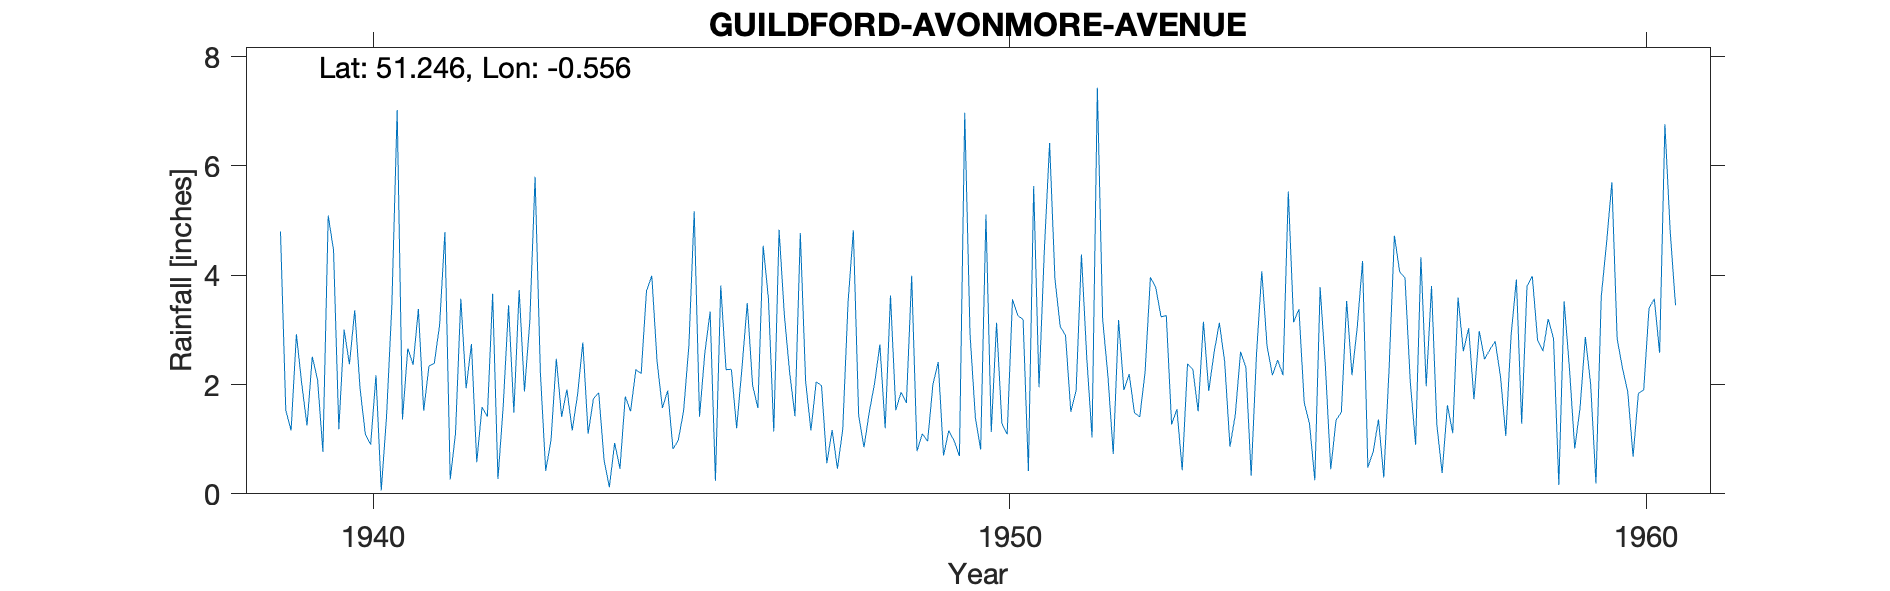 GUILDFORD-AVONMORE-AVENUE
Lat: 51.246, Lon: -0.556
8
6
4
2
0
Rainfall [inches]
1940 1950 1960
Year